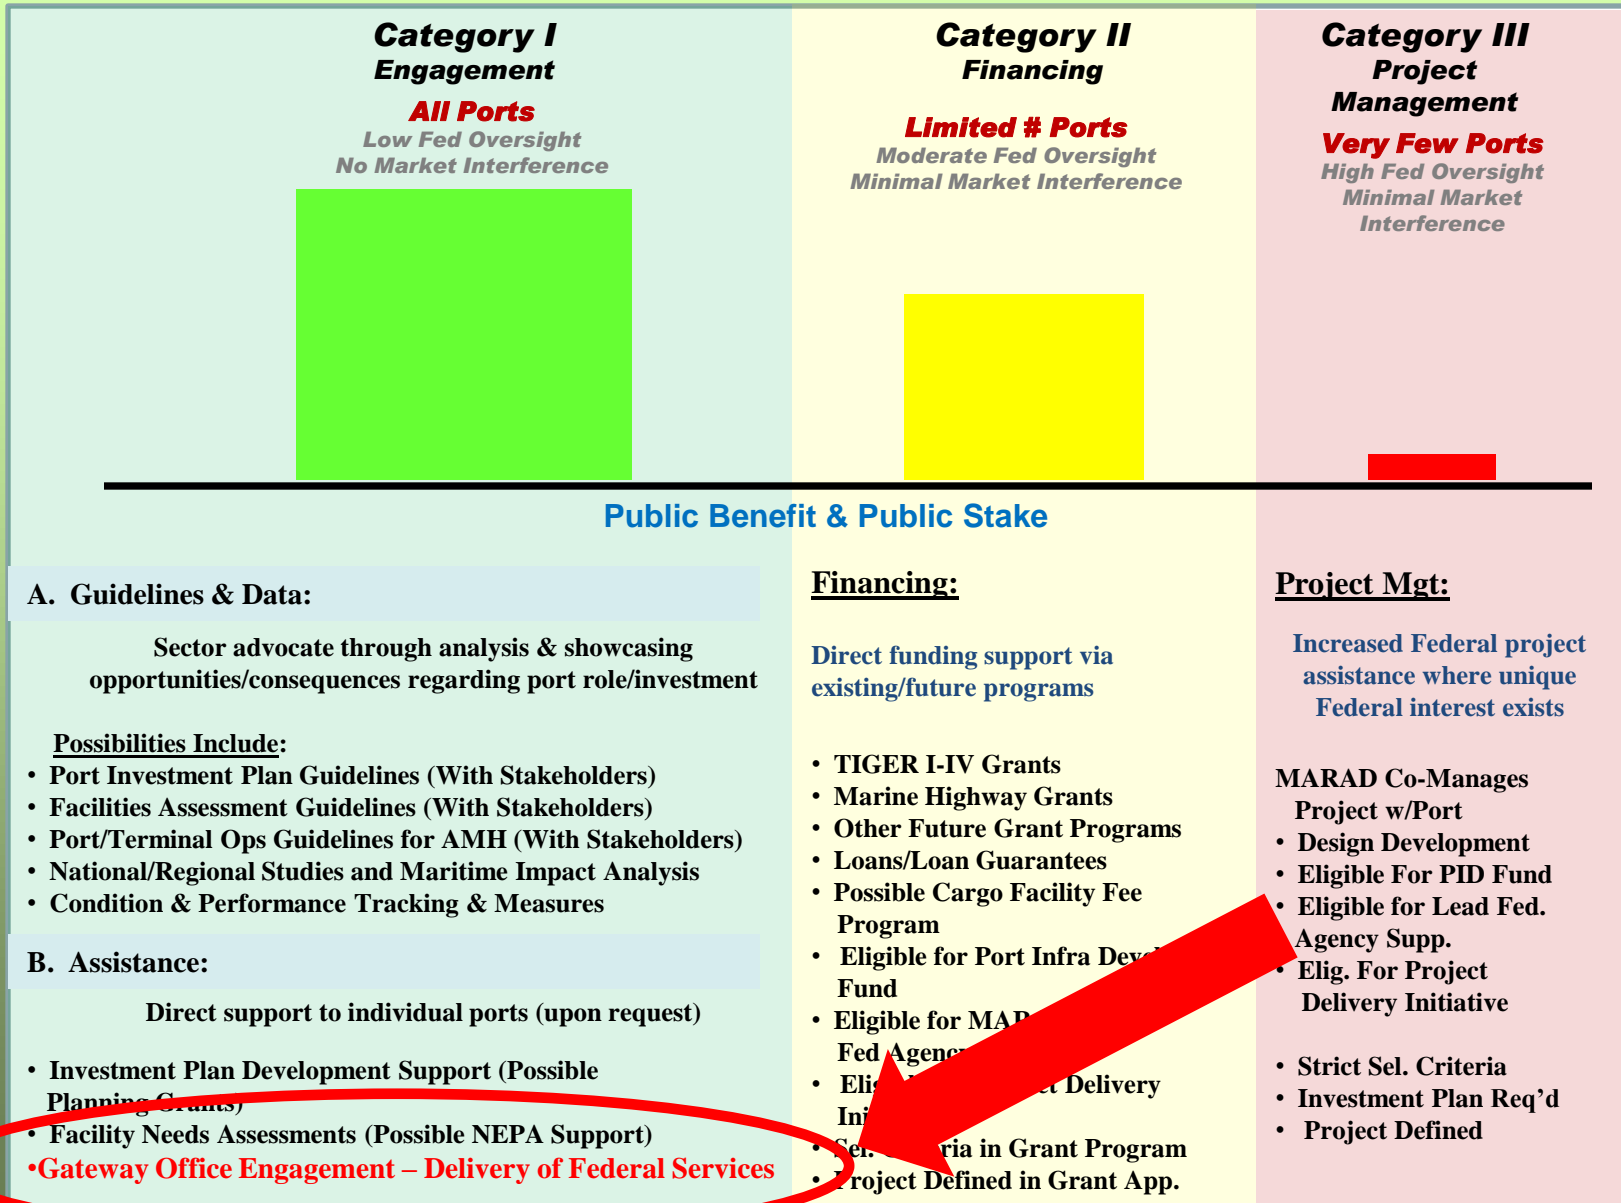 Category I
Engagement
All Ports
Low Fed Oversight
No Market Interference
Category II
Financing
Limited # Ports
Moderate Fed Oversight
Minimal Market Interference
Category III
Project
Management
Very Few Ports
High Fed Oversight
Minimal Market
Interference
Public Benefit & Public Stake
A. Guidelines & Data:
Sector advocate through analysis & showcasing
opportunities/consequences regarding port role/investment
Possibilities Include:
• Port Investment Plan Guidelines (With Stakeholders)
• Facilities Assessment Guidelines (With Stakeholders)
• Port/Terminal Ops Guidelines for AMH (With Stakeholders)
• National/Regional Studies and Maritime Impact Analysis
• Condition & Performance Tracking & Measures
B. Assistance:
Direct support to individual ports (upon request)
• Investment Plan Development Support (Possible
Planning Grants)
• Facility Needs Assessments (Possible NEPA Support)
•Gateway Office Engagement – Delivery of Federal Services
Financing:
Direct funding support via
existing/future programs
• TIGER I-IV Grants
• Marine Highway Grants
• Other Future Grant Programs
• Loans/Loan Guarantees
• Possible Cargo Facility Fee
Program
• Eligible for Port Infra
Fund
• Eligible for
Fed Agency
• Delivery
• Sel. in Grant Program
• Project Defined in Grant App.
Project Mgt:
Increased Federal project
assistance where unique
Federal interest exists
MARAD Co-Manages
Project w/Port
• Design Development
• Eligible For PID Fund
• Eligible for Lead Fed.
Agency Supp.
• Elig. For Project
Delivery Initiative
• Strict Sel. Criteria
• Investment Plan Req’d
• Project Defined